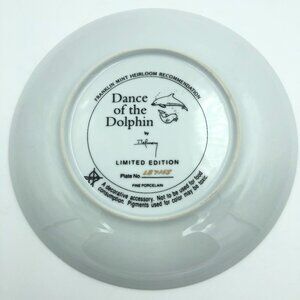 FRANKLIN MINT HEIRLOOM RECOMMENDATION
Dance
of the
Dolphin
by
LIMITED EDITION
Plate No
FINE PORCELAIN
A decorative accessory. Not to be used for food
consumption. Pigments used for color may be toxic.